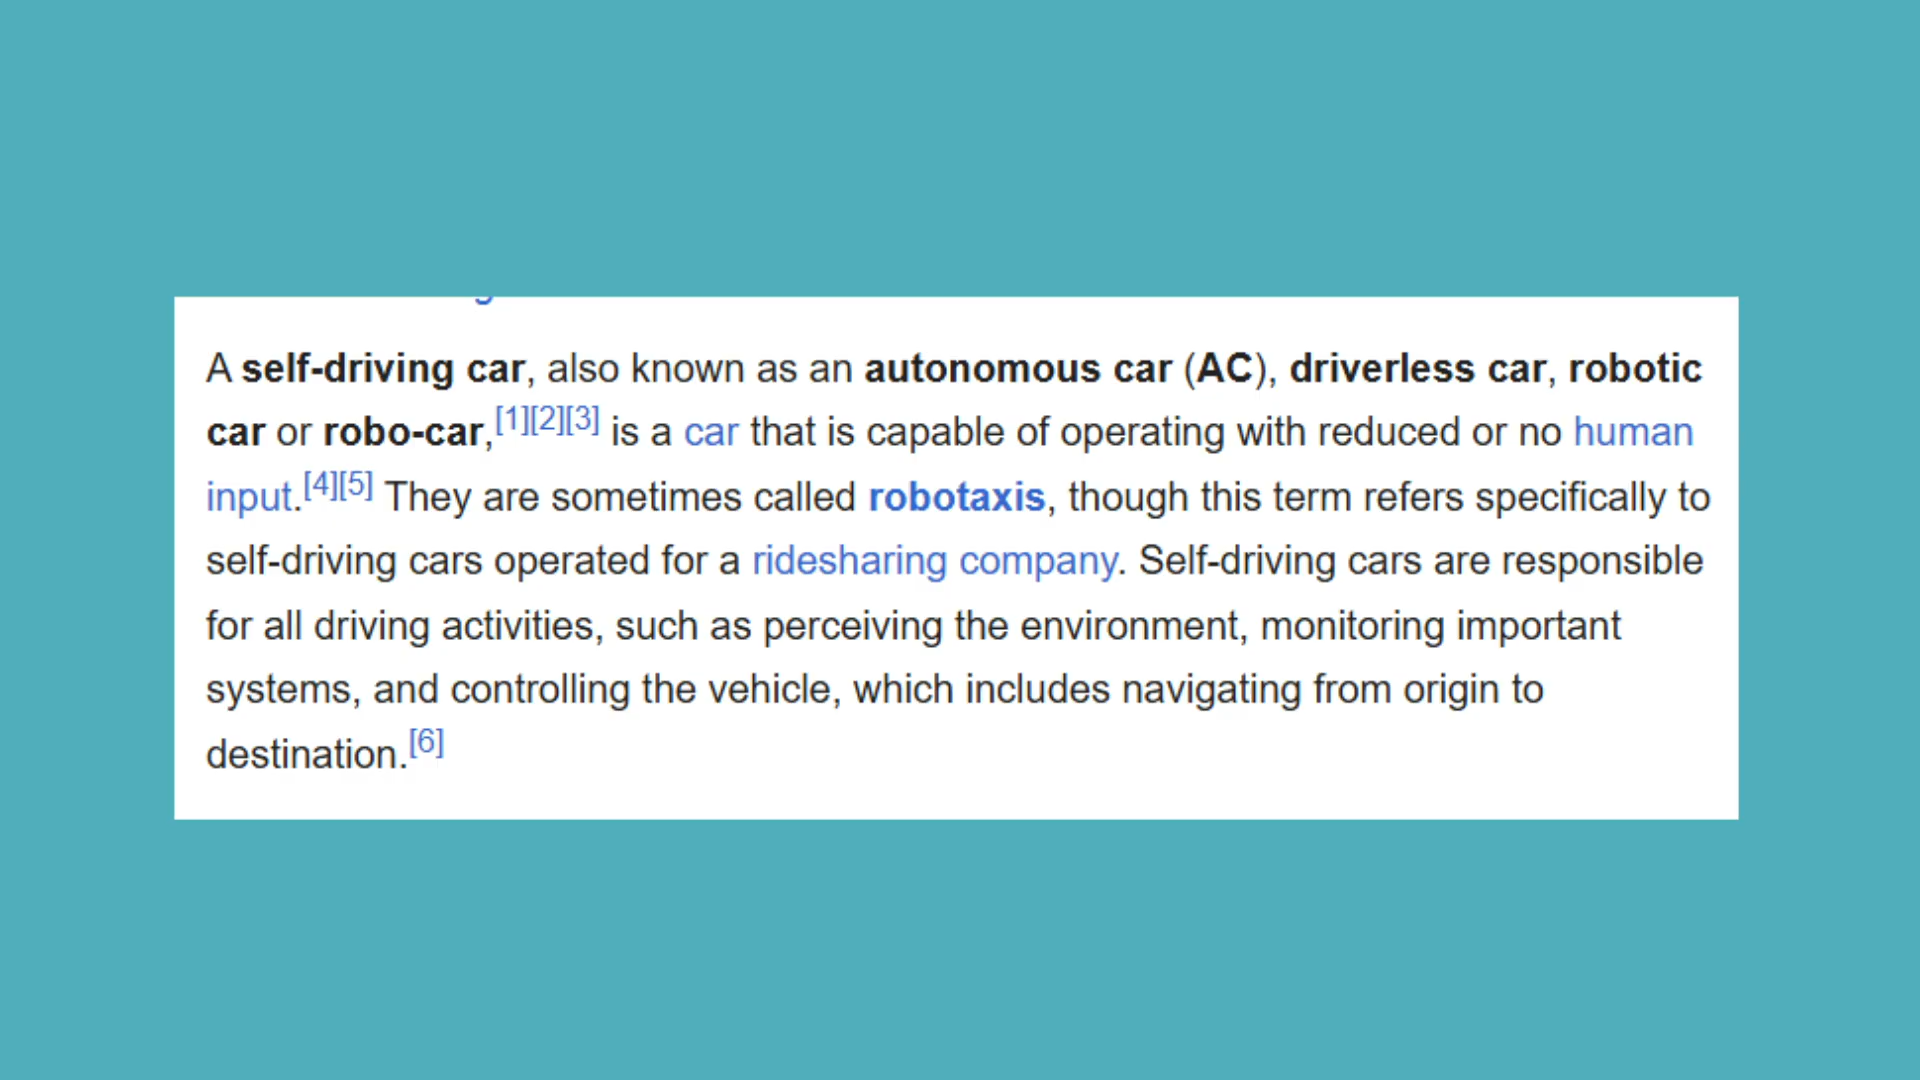 A self-driving car, also known as an autonomous car (AC), driverless car, robotic
car or robo-car,[1][2][3] is a car that is capable of operating with reduced or no human
input.[4][5] They are sometimes called robotaxis, though this term refers specifically to
self-driving cars operated for a ridesharing company. Self-driving cars are responsible
for all driving activities, such as perceiving the environment, monitoring important
systems, and controlling the vehicle, which includes navigating from origin to
destination.[6]